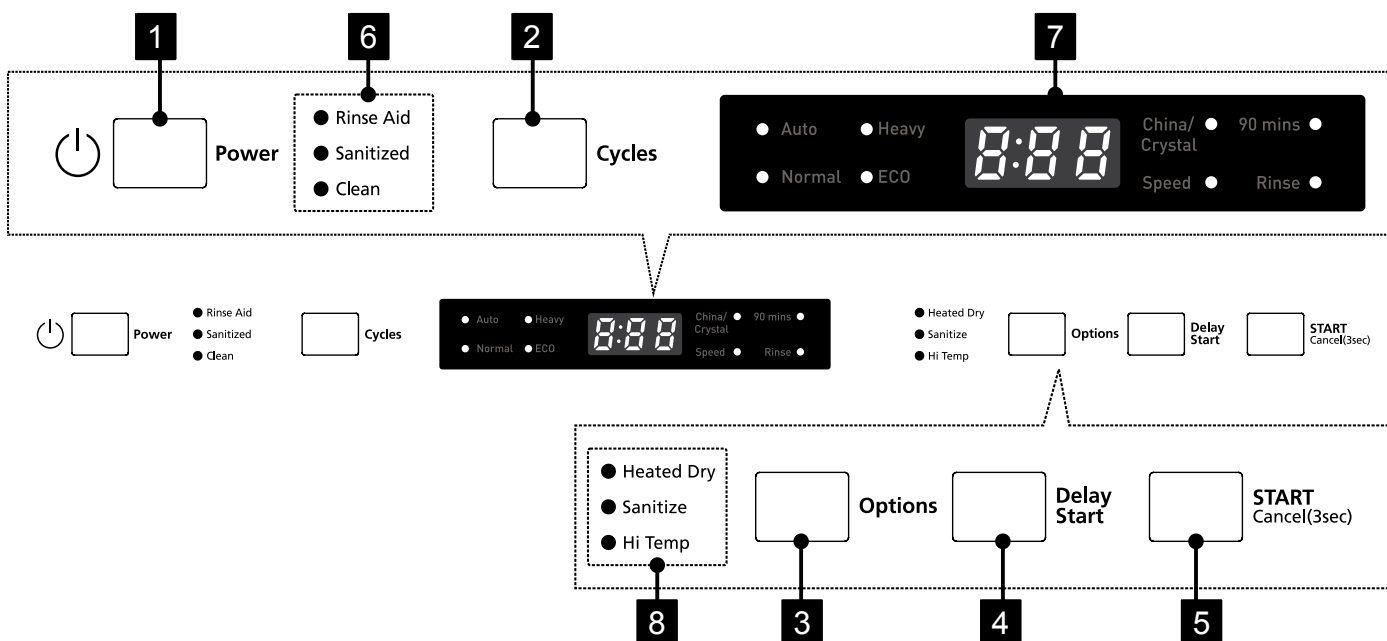 1
6
2
7
Power
Rinse Aid
Sanitized
Clean
Cycles
Auto
Heavy
Normal
ECO
8:88
China/
Crystal
90 mins
Speed
Rinse
Power
Rinse Aid
Sanitized
Clean
Cycles
Auto
Heavy
Normal
ECO
8:88
China/
Crystal
90 mins
Speed
Rinse
Heated Dry
Sanitize
Hi Temp
Options
Delay
Start
START
Cancel(3sec)
Heated Dry
Sanitize
Hi Temp
Options
Delay
Start
START
Cancel(3sec)
8
3
4
5